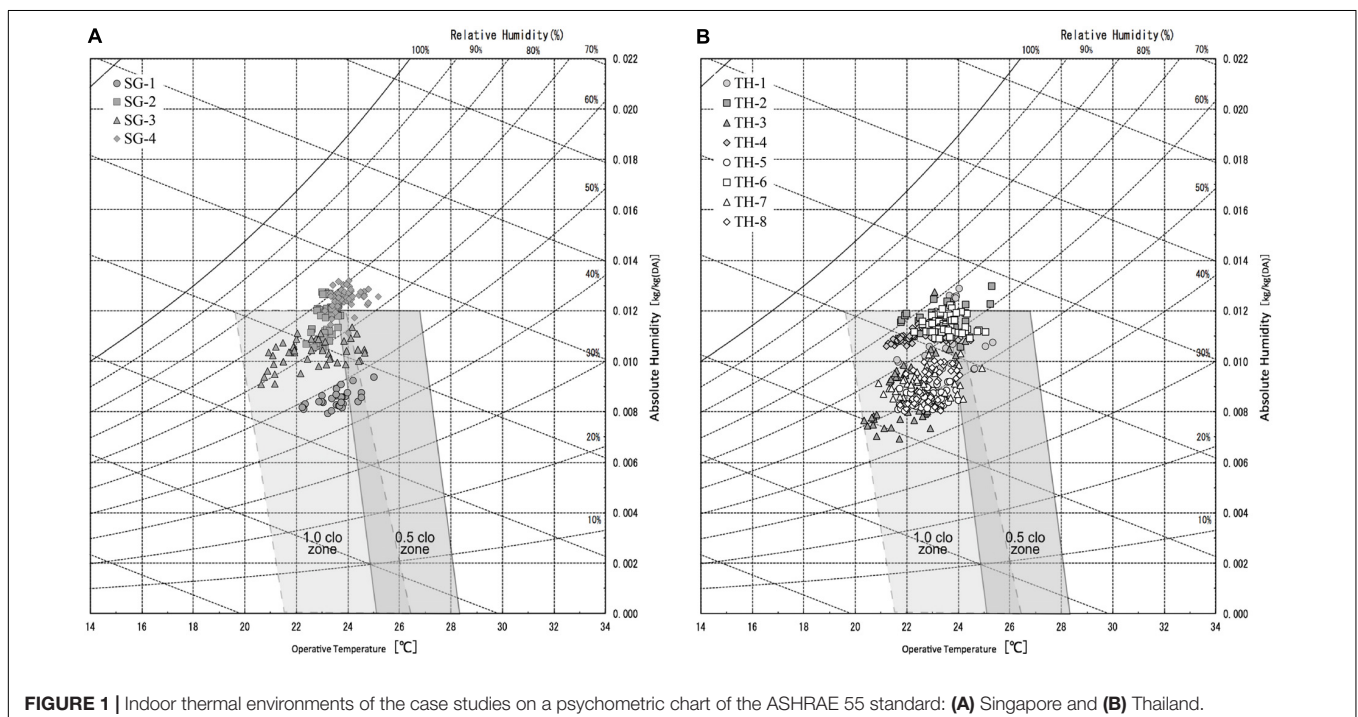 A
Relative Humidity(%)
100% 90% 80% 70%
SG-1
SG-2
SG-3
SG-4
60%
50%
40%
30%
20%
10%
0.022
0.020
0.018
0.016
0.014
0.012
0.010
0.008
0.006
0.004
0.002
0.000
Absolute Humidity [kg/kg(DA)]
1.0 clo
zone
0.5 clo
zone
14 16 18 20 22 24 26 28 30 32 34
Operative Temperature [℃]
B
Relative Humidity(%)
100% 90% 80% 70%
TH-1
TH-2
TH-3
TH-4
TH-5
TH-6
TH-7
TH-8
60%
50%
40%
30%
20%
10%
0.022
0.020
0.018
0.016
0.014
0.012
0.010
0.008
0.006
0.004
0.002
0.000
Absolute Humidity [kg/kg(DA)]
1.0 clo
zone
0.5 clo
zone
14 16 18 20 22 24 26 28 30 32 34
Operative Temperature [℃]
FIGURE 1 | Indoor thermal environments of the case studies on a psychometric chart of the ASHRAE 55 standard: (A) Singapore and (B) Thailand.